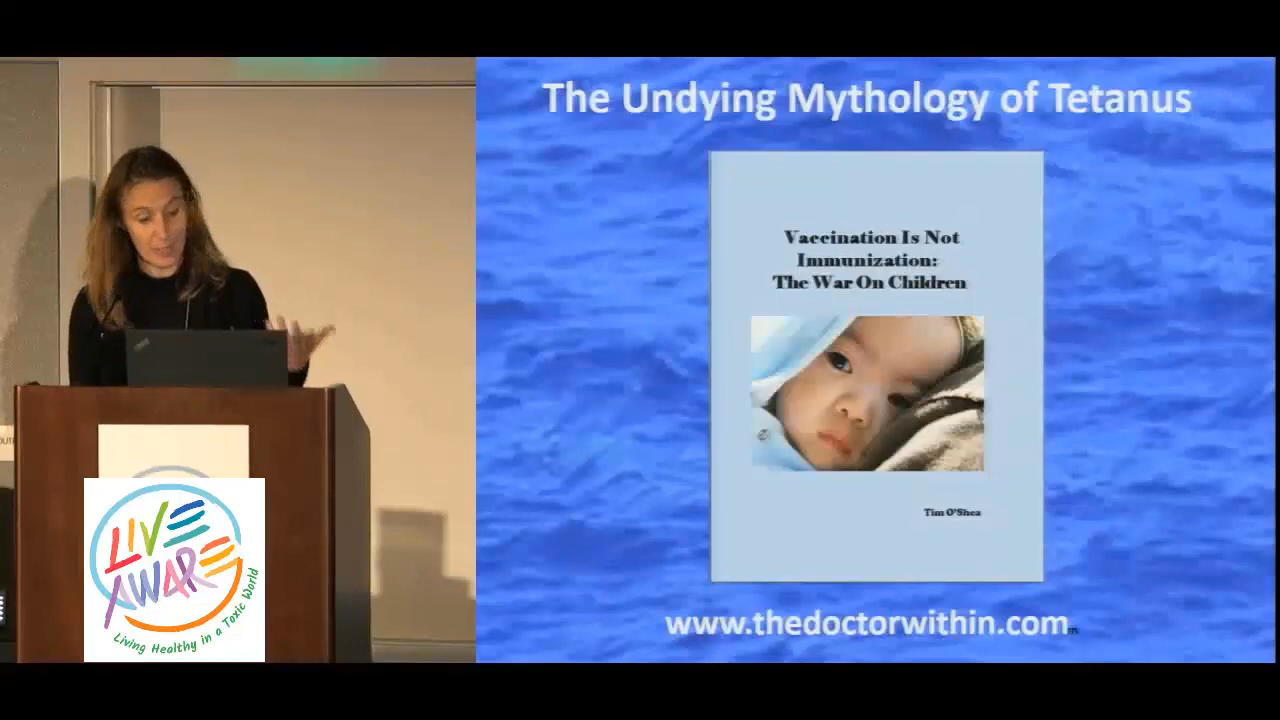 The Undying Mythology of Tetanus
Vaccination Is Not
Immunization:
The War On Children
Tim O'Shea
www.thedoctorwithin.com
LIVE
AWARE
Living Healthy in a Toxic World